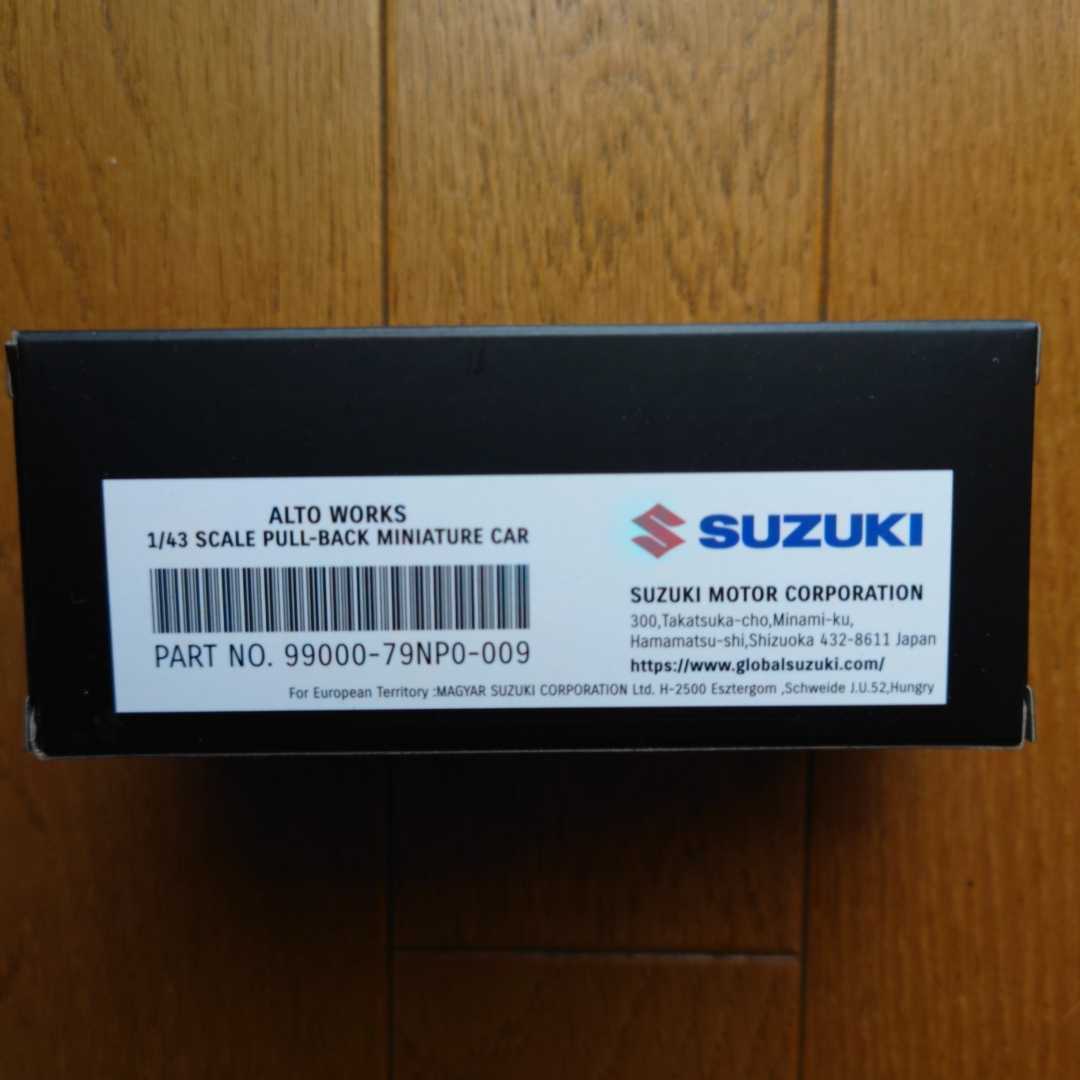 ALTO WORKS
1/43 SCALE PULL-BACK MINIATURE CAR
PART NO. 99000-79NP0-009
SUZUKI
SUZUKI MOTOR CORPORATION
300,Takatsuka-cho,Minami-ku,
Hamamatsu-shi,Shizuoka 432-8611 Japan
https://www.globalsuzuki.com/
For European Territory :MAGYAR SUZUKI CORPORATION Ltd. H-2500 Esztergom ,Schweide J.U.52,Hungry